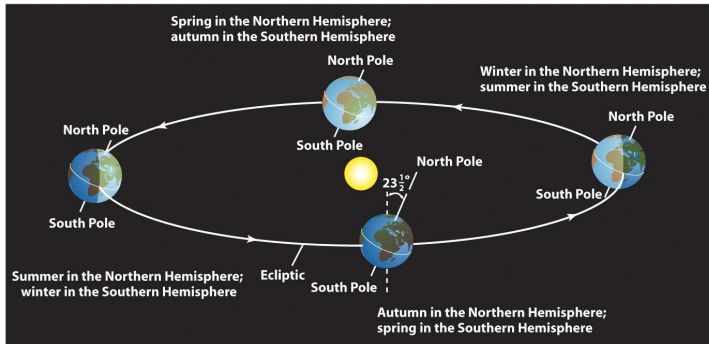 Spring in the Northern Hemisphere;
autumn in the Southern Hemisphere
North Pole
South Pole
Winter in the Northern Hemisphere;
summer in the Southern Hemisphere
North Pole
South Pole
North Pole
South Pole
23 1/2°
North Pole
South Pole
Ecliptic
Summer in the Northern Hemisphere;
winter in the Southern Hemisphere
Autumn in the Northern Hemisphere;
spring in the Southern Hemisphere